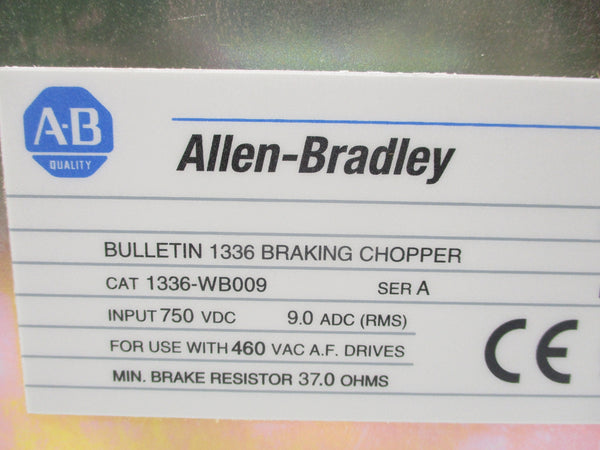 A-B
QUALITY
Allen-Bradley
BULLETIN 1336 BRAKING CHOPPER
CAT 1336-WB009 SER A
INPUT 750 VDC 9.0 ADC (RMS)
FOR USE WITH 460 VAC A.F. DRIVES
MIN. BRAKE RESISTOR 37.0 OHMS
CE